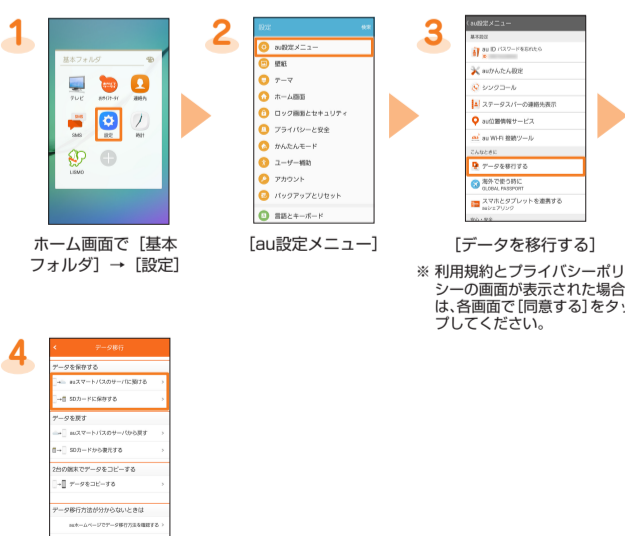 1
基本フォルダ
テレビ
連絡先
SMS
設定
時計
LISMO
ホーム画面で［基本
フォルダ］→［設定］
2
設定
検索
au設定メニュー
壁紙
テーマ
ホーム画面
ロック画面とセキュリティ
プライバシーと安全
かんたんモード
ユーザー補助
アカウント
バックアップとリセット
言語とキーボード
［au設定メニュー］
3
au設定メニュー
基本設定
au ID パスワードを忘れたら
auかんたん設定
シンクコール
ステータスバーの連絡先表示
au位置情報サービス
au Wi-Fi 接続ツール
こんなときに
データを移行する
海外で使う時に
GLOBAL PASSPORT
スマホとタブレットを連携する
auシェアリンク
［データを移行する］
※ 利用規約とプライバシーポリ
シーの画面が表示された場合
は、各画面で［同意する］をタッ
プしてください。
4
データ移行
データを保存する
auスマートパスのサーバに預ける
SDカードに保存する
データを戻す
auスマートパスのサーバから戻す
SDカードから復元する
2台の端末でデータをコピーする
データをコピーする
データ移行方法が分からないときは
auホームページでデータ移行方法を確認する